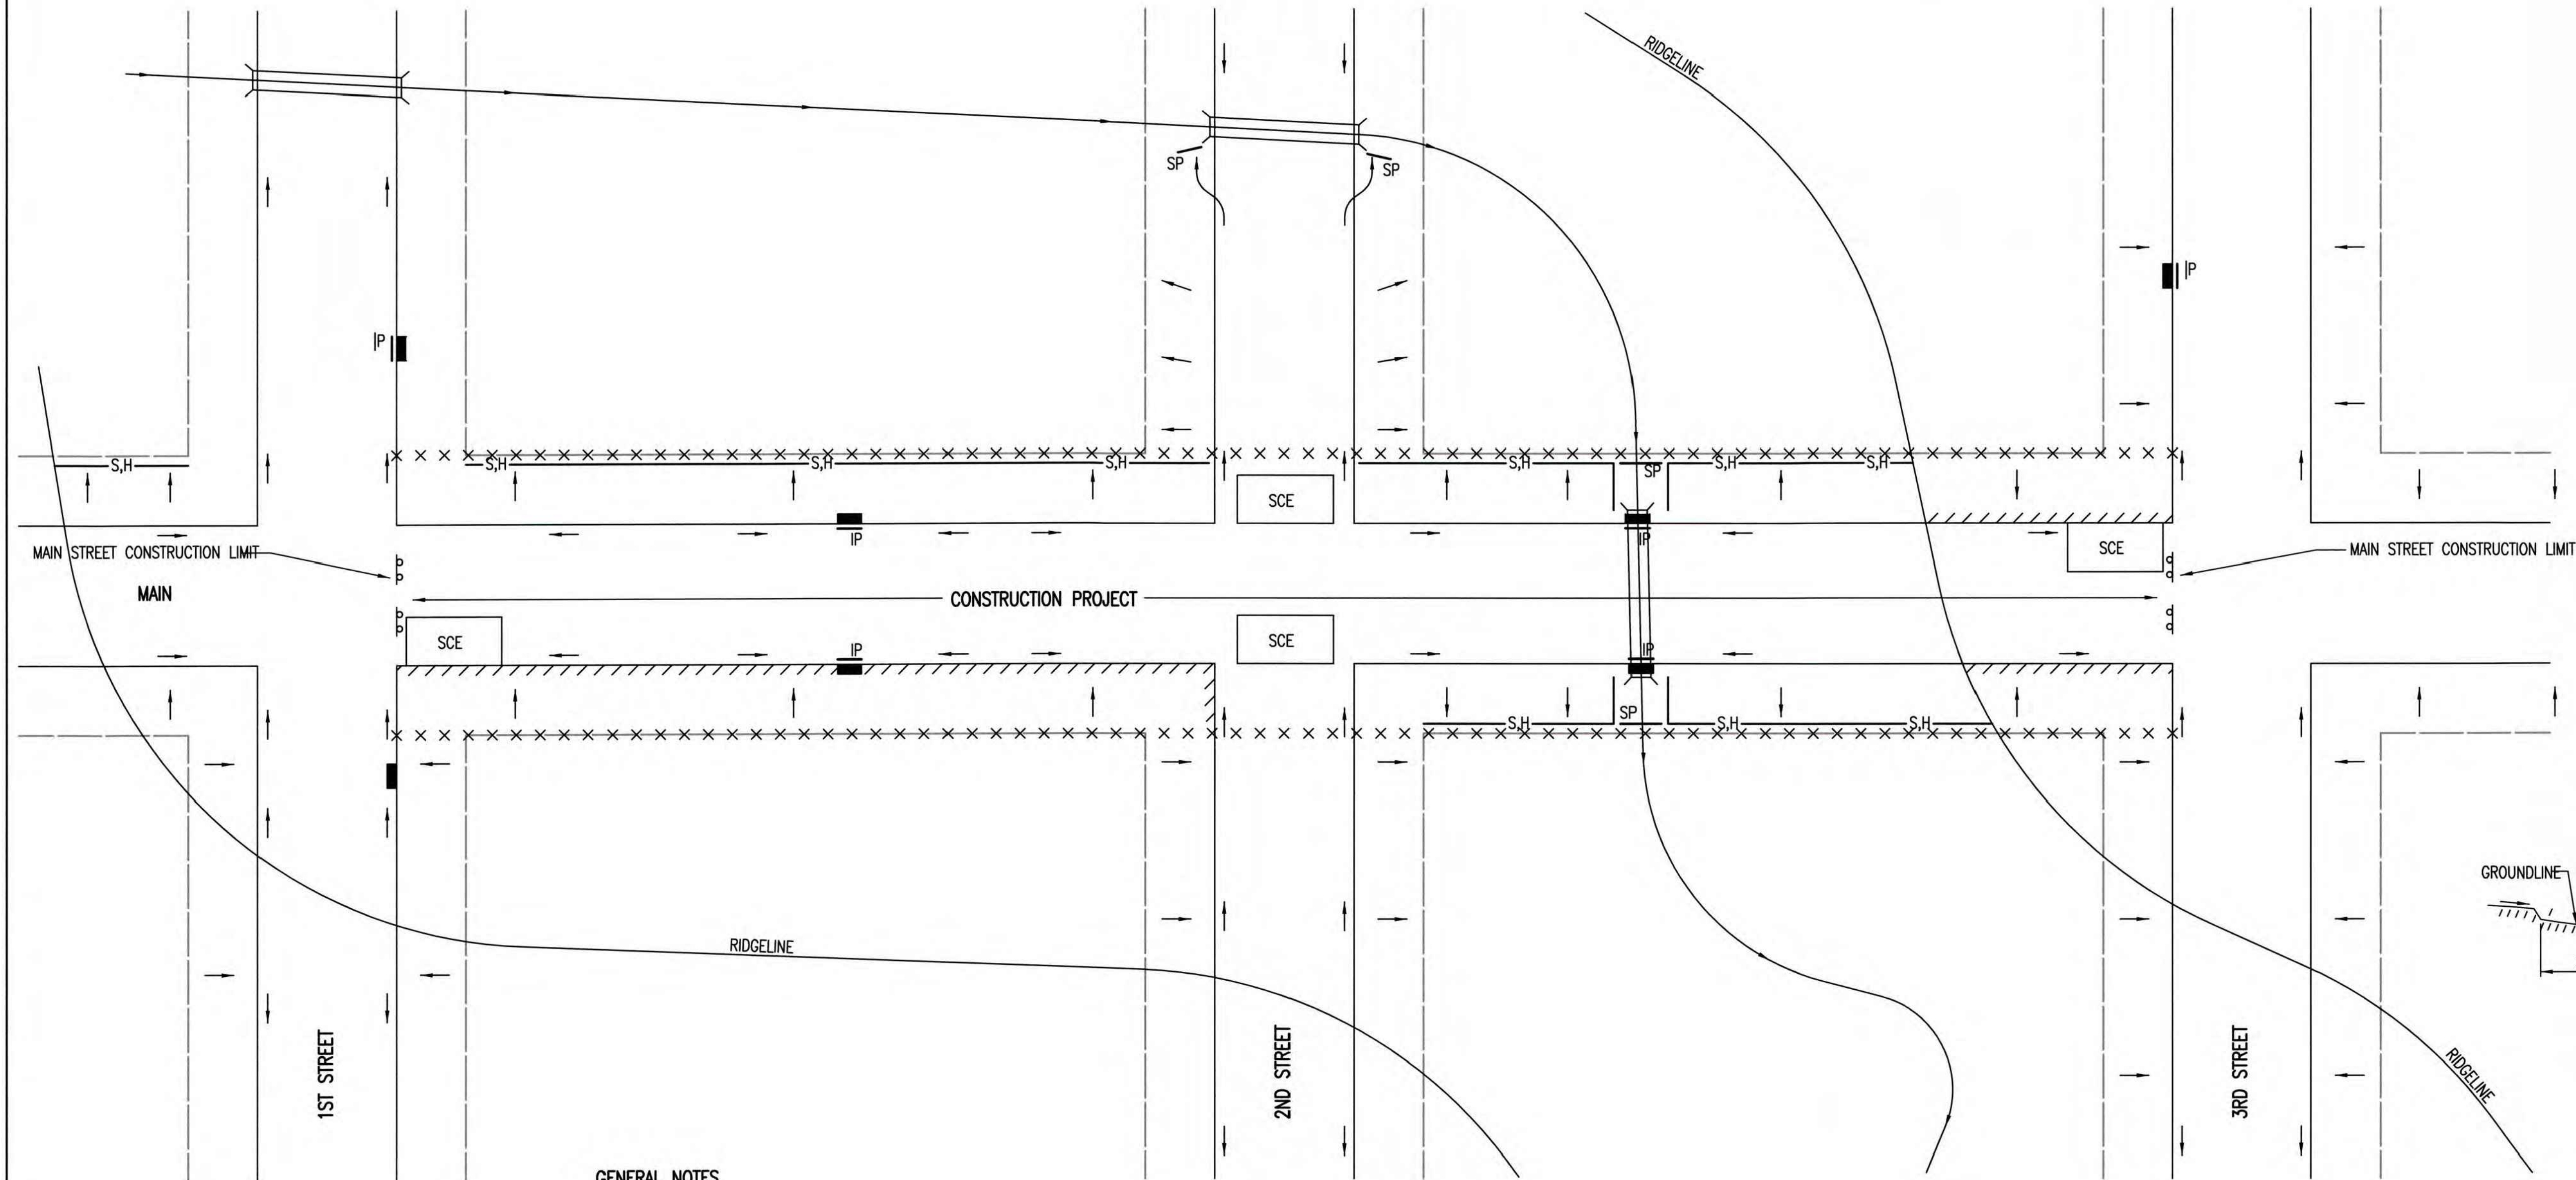 RIDGELINE
SP
SP
IP
IP
S,H
S,H
S,H
S,H
S,H
SP
S,H
S,H
SCE
IP
IP
SCE
MAIN STREET CONSTRUCTION LIMIT
MAIN STREET CONSTRUCTION LIMIT
MAIN
CONSTRUCTION PROJECT
SCE
SCE
IP
IP
SP
S,H
S,H
S,H
GROUNDLINE
RIDGELINE
1ST STREET
2ND STREET
3RD STREET
RIDGELINE
GENERAL NOTES